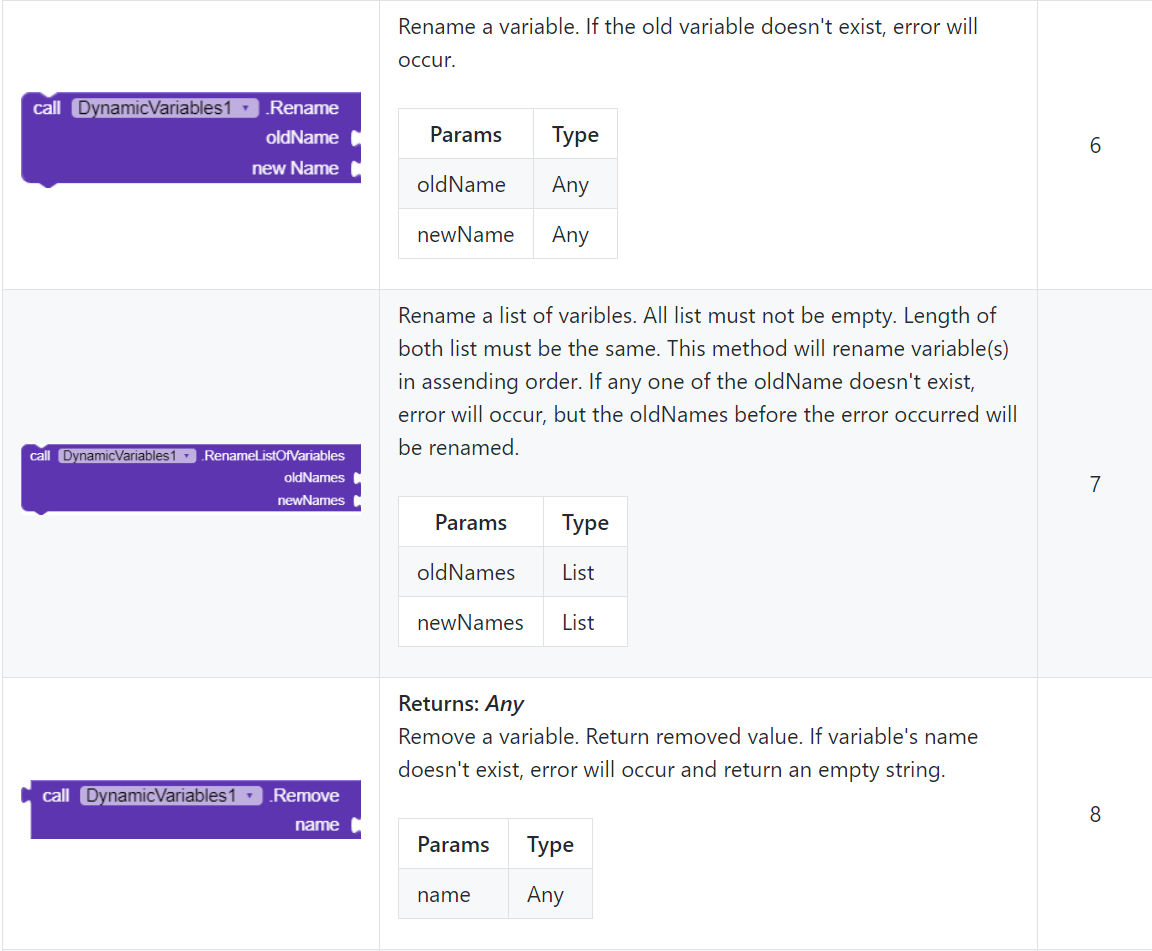 call DynamicVariables1 .Rename
oldName
new Name
Rename a variable. If the old variable doesn't exist, error will
occur.
Params Type
oldName Any
newName Any
6
call DynamicVariables1 .RenameListOfVariables
oldNames
newNames
Rename a list of varibles. All list must not be empty. Length of
both list must be the same. This method will rename variable(s)
in assending order. If any one of the oldName doesn't exist,
error will occur, but the oldNames before the error occurred will
be renamed.
Params Type
oldNames List
newNames List
7
call DynamicVariables1 .Remove
name
Returns: Any
Remove a variable. Return removed value. If variable's name
doesn't exist, error will occur and return an empty string.
Params Type
name Any
8